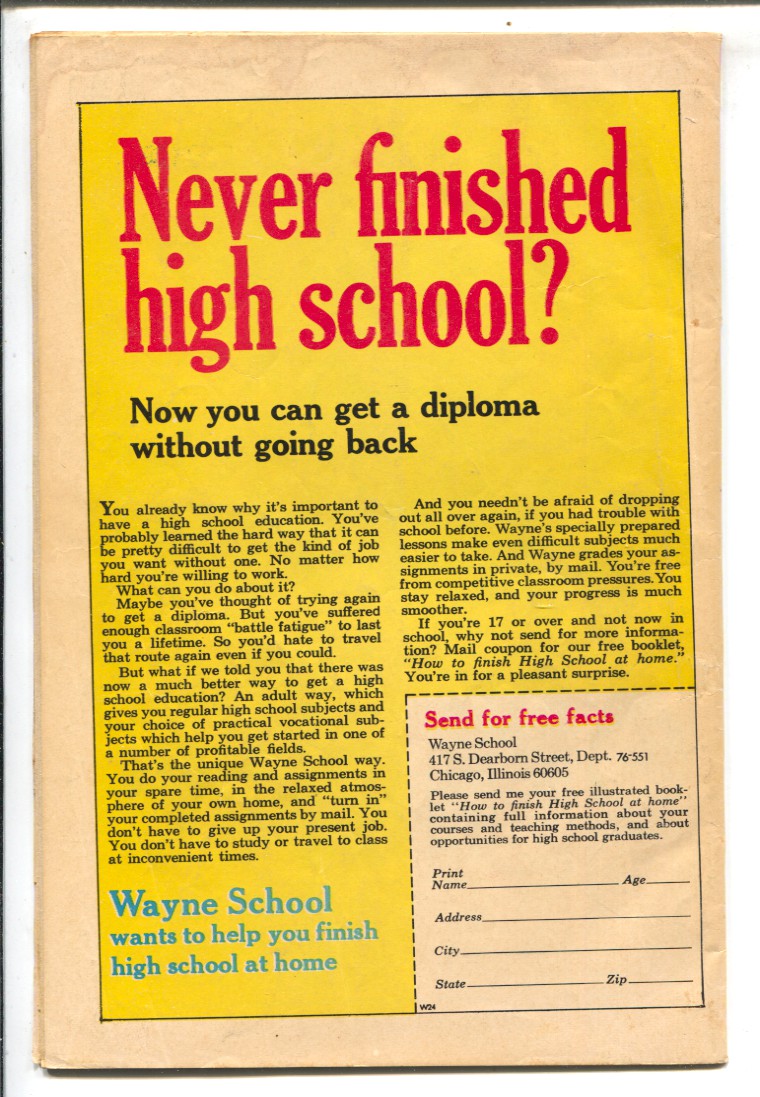 Never finished
high school?
Now you can get a diploma
without going back
You already know why it's important to
have a high school education. You've
probably learned the hard way that it can
be pretty difficult to get the kind of job
you want without one. No matter how
hard you're willing to work.
What can you do about it?
Maybe you've thought of trying again
to get a diploma. But you've suffered
enough classroom "battle fatigue" to last
you a lifetime. So you'd hate to travel
that route again even if you could.
But what if we told you that there was
now a much better way to get a high
school education? An adult way, which
gives you regular high school subjects and
your choice of practical vocational sub-
jects which help you get started in one of
a number of profitable fields.
That's the unique Wayne School way.
You do your reading and assignments in
your spare time, in the relaxed atmos-
phere of your own home, and "turn in"
your completed assignments by mail. You
don't have to give up your present job.
You don't have to study or travel to class
at inconvenient times.
Wayne School
wants to help you finish
high school at home
And you needn't be afraid of dropping
out all over again, if you had trouble with
school before. Wayne's specially prepared
lessons make even difficult subjects much
easier to take. And Wayne grades your as-
signments in private, by mail. You're free
from competitive classroom pressures. You
stay relaxed, and your progress is much
smoother.
If you're 17 or over and not now in
school, why not send for more informa-
tion? Mail coupon for our free booklet,
"How to finish High School at home."
You're in for a pleasant surprise.
Send for free facts
Wayne School
417 S. Dearborn Street, Dept. 76-551
Chicago, Illinois 60605
Please send me your free illustrated book-
let "How to finish High School at home"
containing full information about your
courses and teaching methods, and about
opportunities for high school graduates.
Print
Name Age
Address
City
State Zip
W24